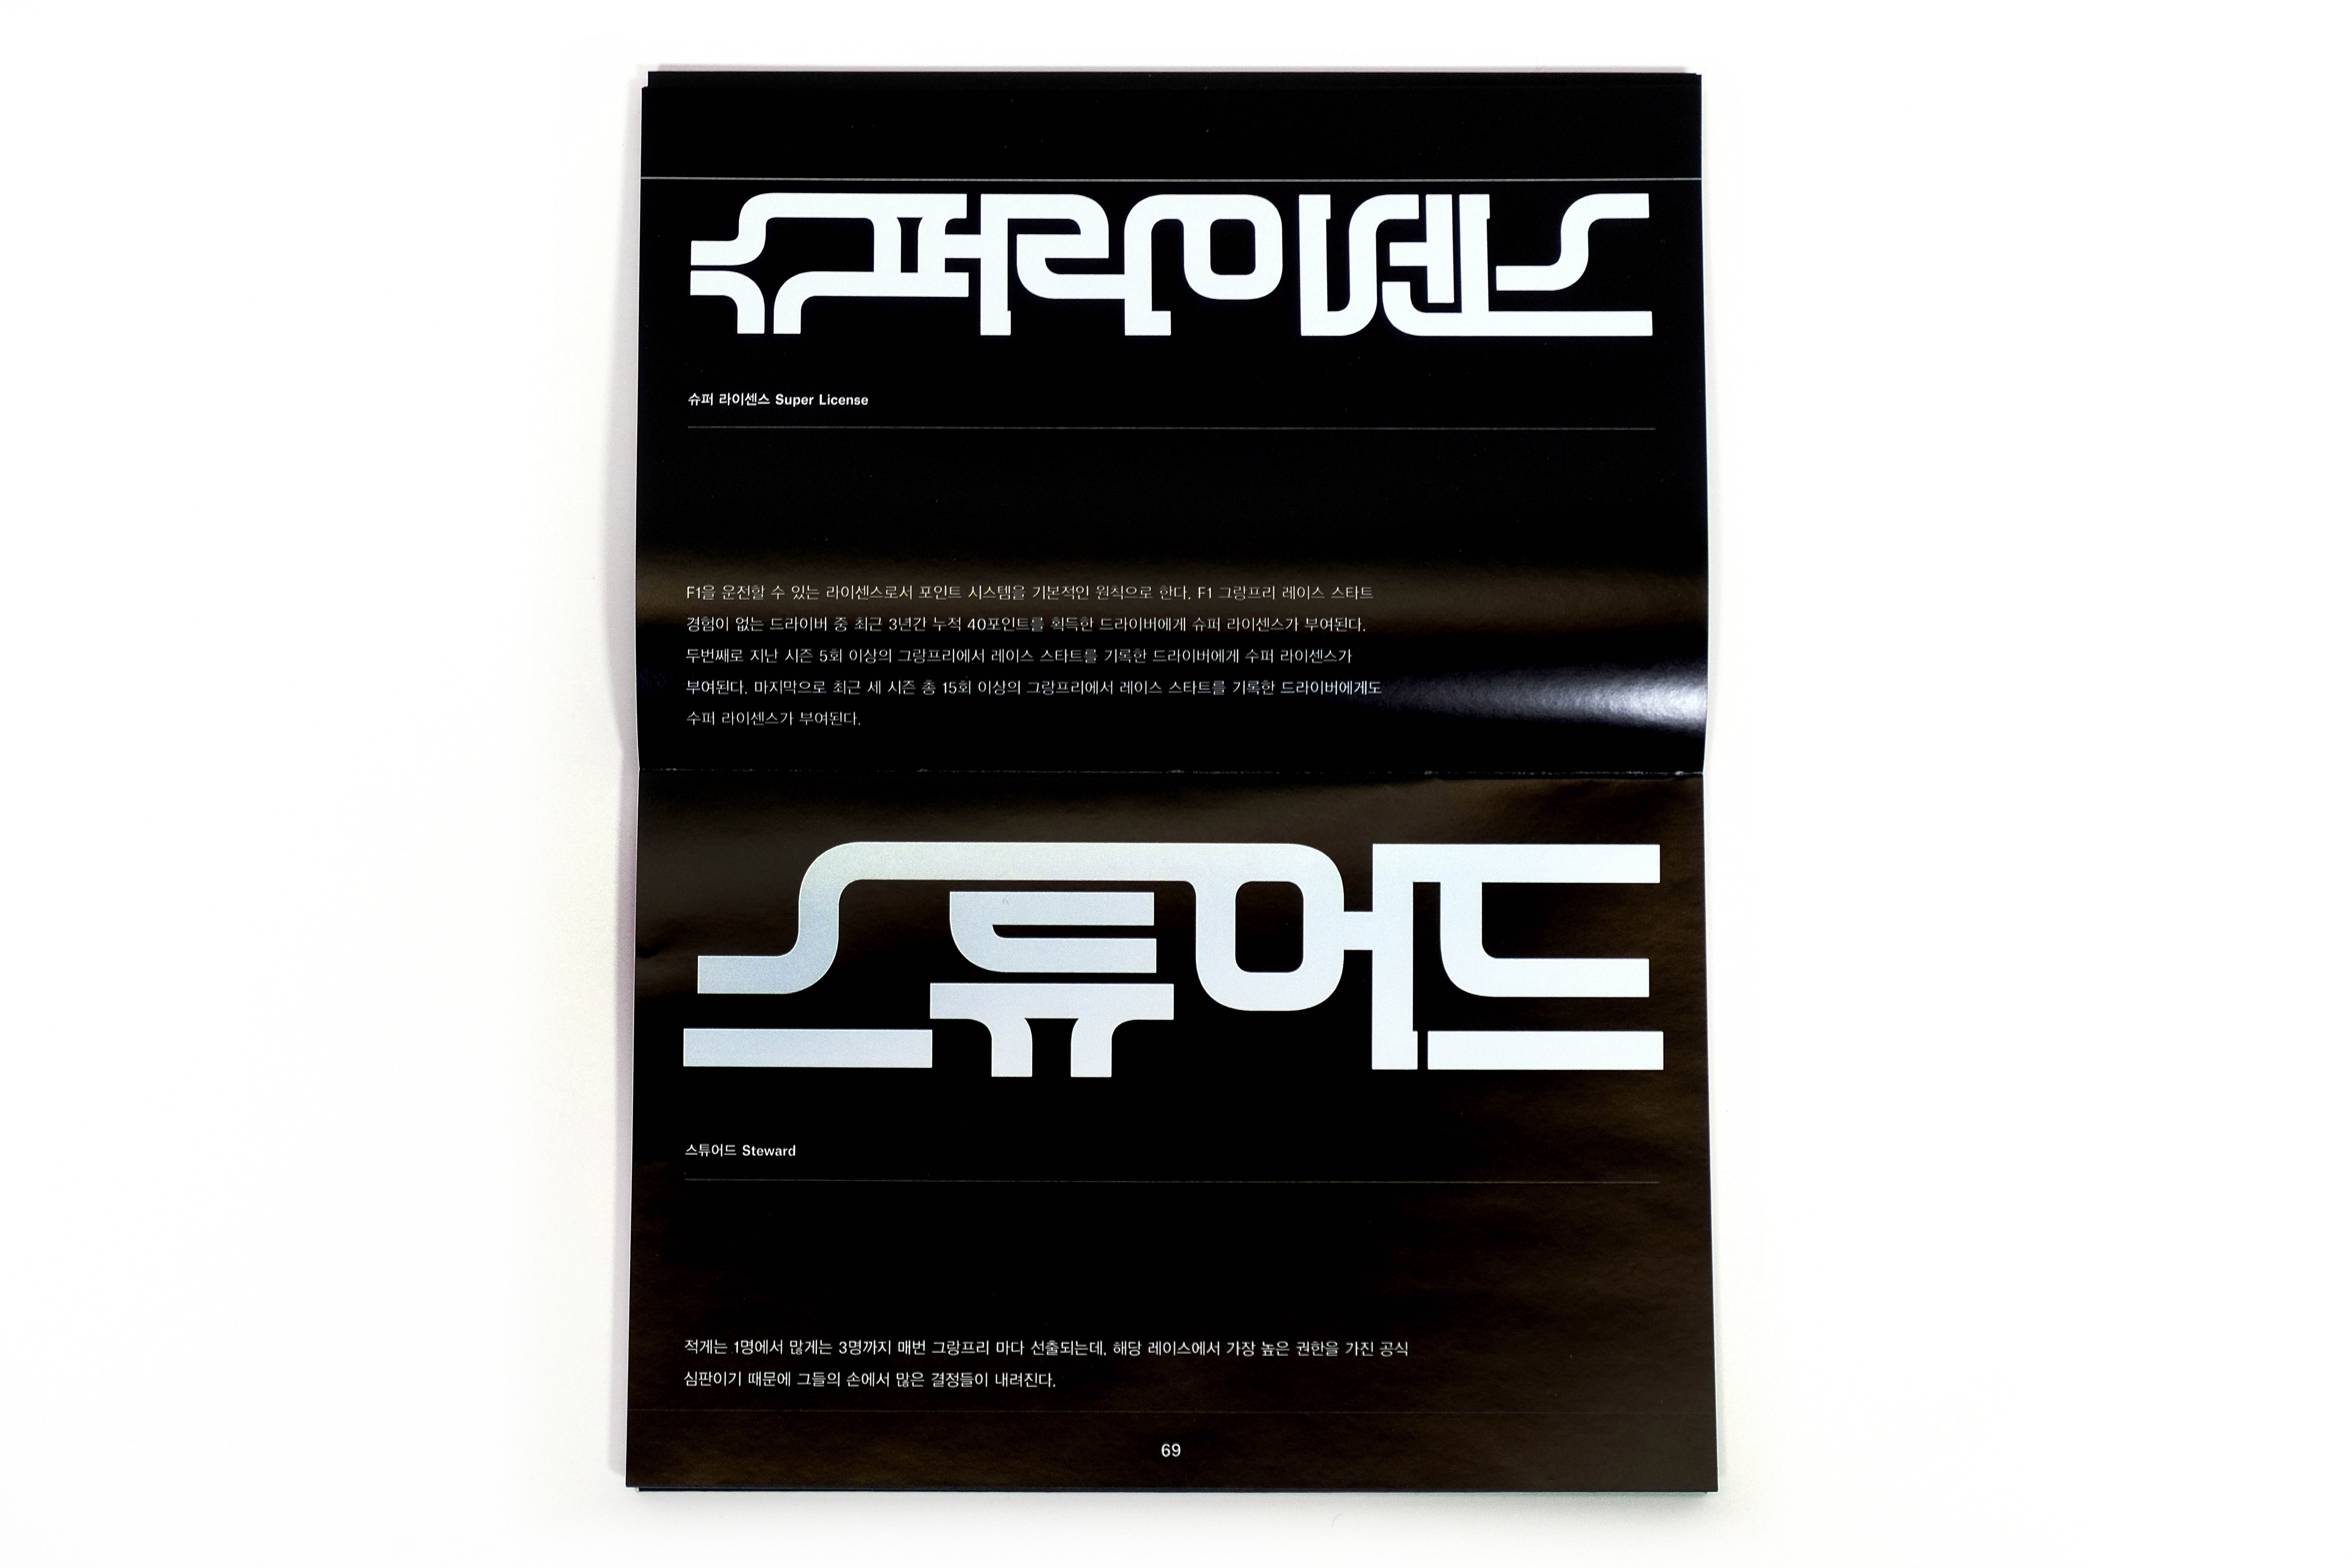 슈퍼라이센스
슈퍼 라이센스 Super License
F1을 운전할 수 있는 라이센스로서 포인트 시스템을 기본적인 원칙으로 한다. F1 그랑프리 레이스 스타트
경험이 없는 드라이버 중 최근 3년간 누적 40포인트를 획득한 드라이버에게 슈퍼 라이센스가 부여된다.
두번째로 지난 시즌 5회 이상의 그랑프리에서 레이스 스타트를 기록한 드라이버에게 수퍼 라이센스가
부여된다. 마지막으로 최근 세 시즌 총 15회 이상의 그랑프리에서 레이스 스타트를 기록한 드라이버에게도
수퍼 라이센스가 부여된다.
스튜어드
스튜어드 Steward
적게는 1명에서 많게는 3명까지 매번 그랑프리 마다 선출되는데, 해당 레이스에서 가장 높은 권한을 가진 공식
심판이기 때문에 그들의 손에서 많은 결정들이 내려진다.
69